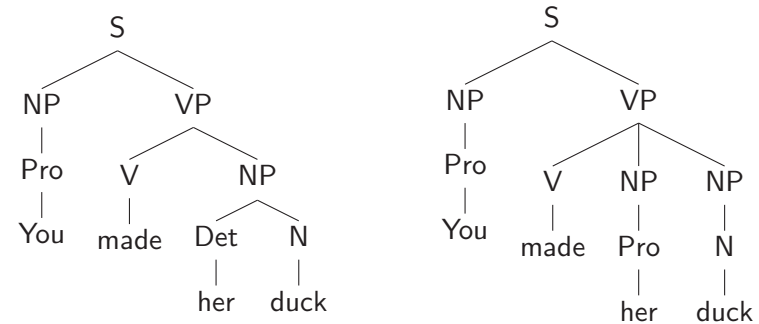 S S
NP VP NP VP
Pro V NP Pro V NP NP
You made Det N You made Pro N
her duck her duck